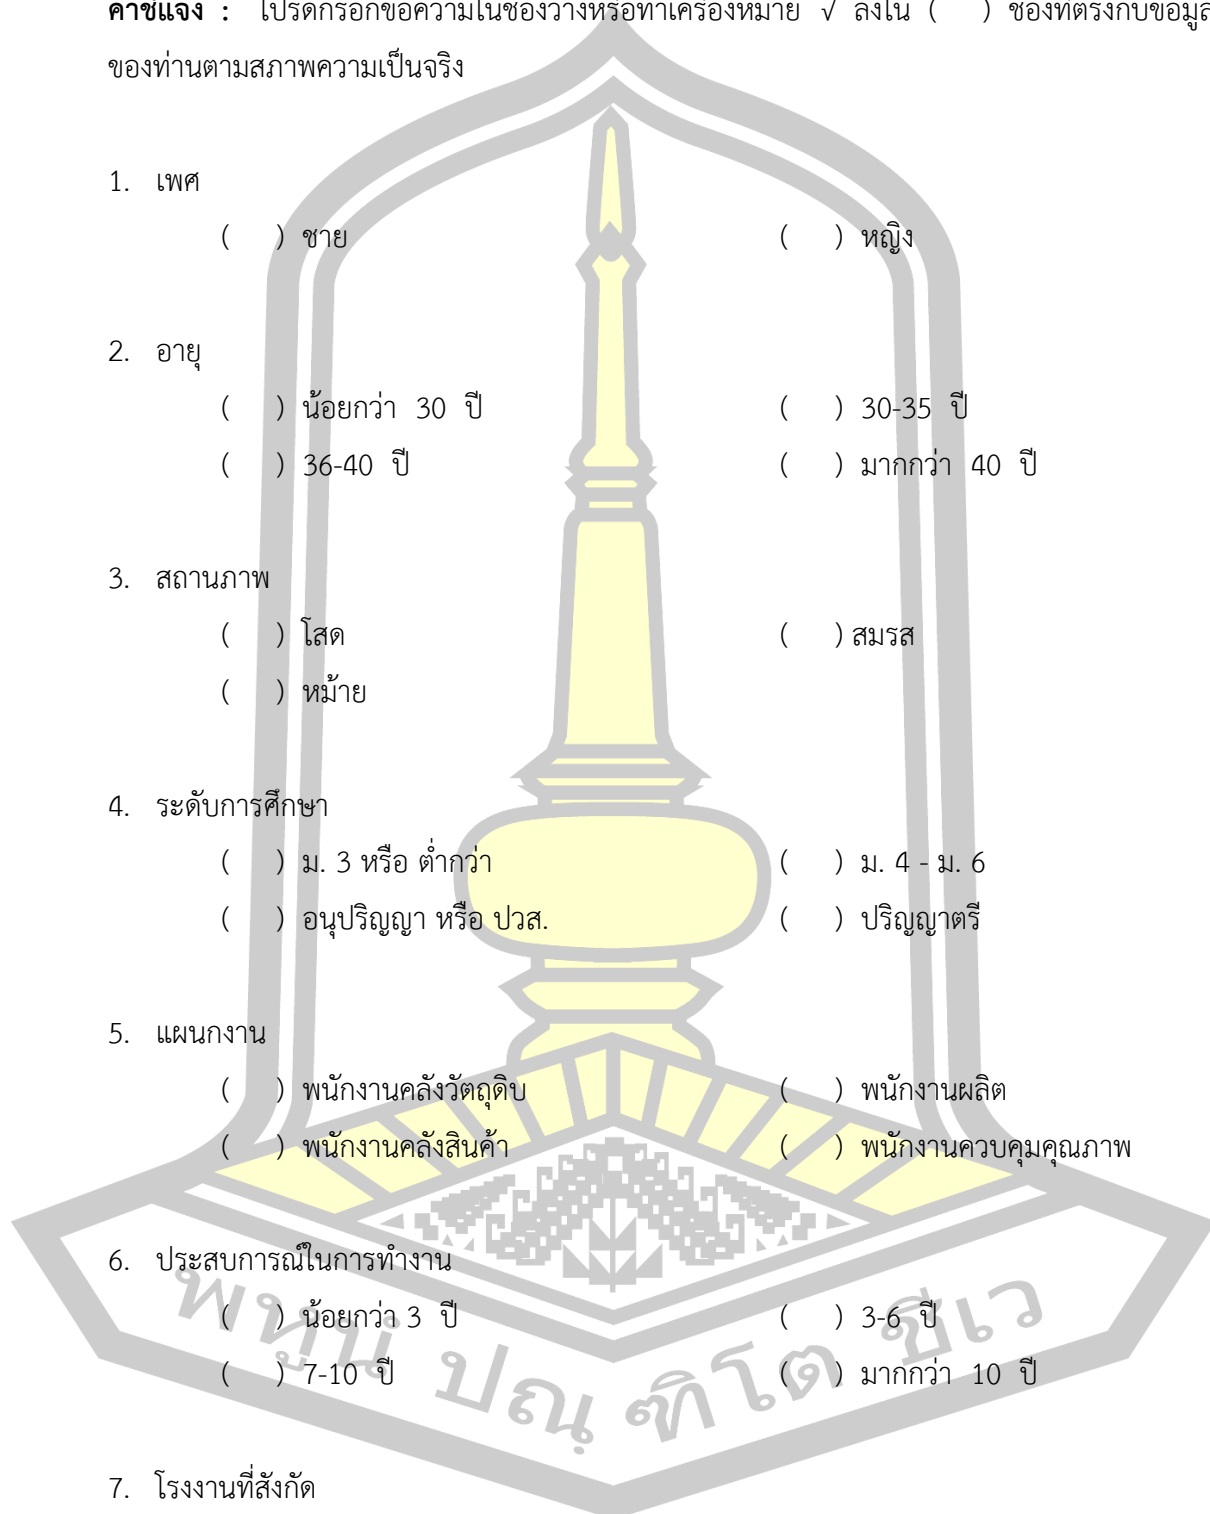 คำชี้แจง : โปรดกรอกข้อความในช่องว่างหรือทำเครื่องหมาย √ ลงใน ( ) ช่องที่ตรงกับข้อมูล
ของท่านตามสภาพความเป็นจริง
1. เพศ
( ) ชาย ( ) หญิง
2. อายุ
( ) น้อยกว่า 30 ปี ( ) 30-35 ปี
( ) 36-40 ปี ( ) มากกว่า 40 ปี
3. สถานภาพ
( ) โสด ( ) สมรส
( ) หม้าย
4. ระดับการศึกษา
( ) ม. 3 หรือ ต่ำกว่า ( ) ม. 4 - ม. 6
( ) อนุปริญญา หรือ ปวส. ( ) ปริญญาตรี
5. แผนกงาน
( ) พนักงานคลังวัตถุดิบ ( ) พนักงานผลิต
( ) พนักงานคลังสินค้า ( ) พนักงานควบคุมคุณภาพ
6. ประสบการณ์ในการทำงาน
( ) น้อยกว่า 3 ปี ( ) 3-6 ปี
( ) 7-10 ปี ( ) มากกว่า 10 ปี
พหูนํ ปณฺฑิโต ชีเว
7. โรงงานที่สังกัด